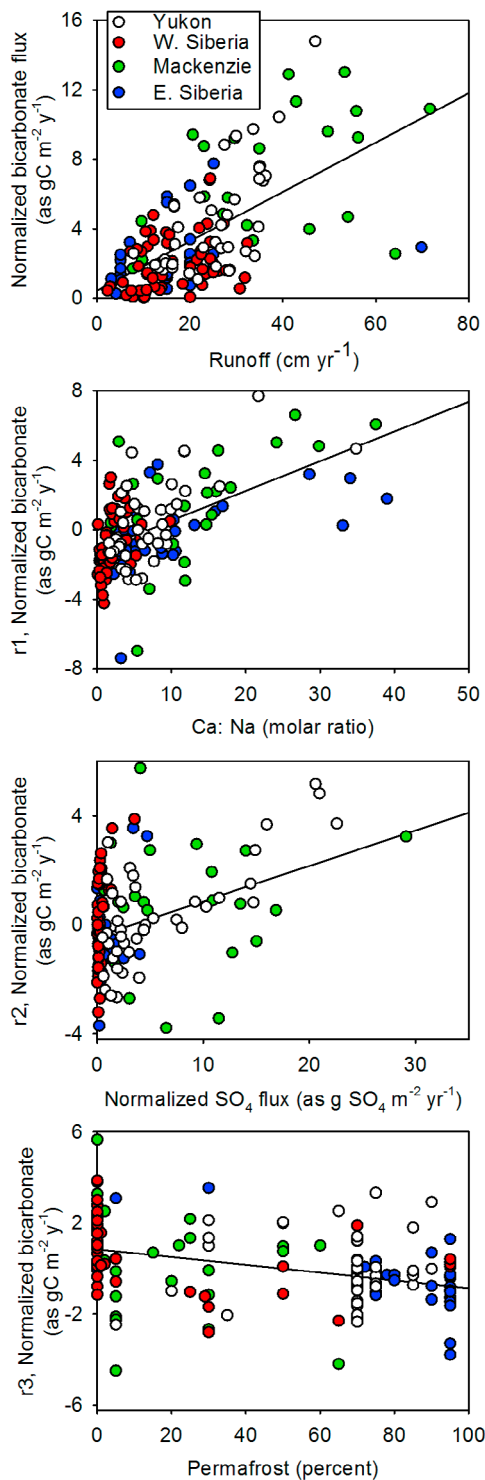 Yukon
W. Siberia
Mackenzie
E. Siberia
Normalized bicarbonate flux
(as gC m-2 y-1)
16
12
8
4
0
0 20 40 60 80
Runoff (cm yr-1)
r1, Normalized bicarbonate
(as gC m-2 y-1)
8
4
0
-4
-8
0 10 20 30 40 50
Ca: Na (molar ratio)
r2, Normalized bicarbonate
(as gC m-2 y-1)
4
0
-4
0 10 20 30
Normalized SO4 flux (as g SO4 m-2 yr-1)
r3, Normalized bicarbonate
(as gC m-2 y-1)
6
2
-2
-6
0 20 40 60 80 100
Permafrost (percent)